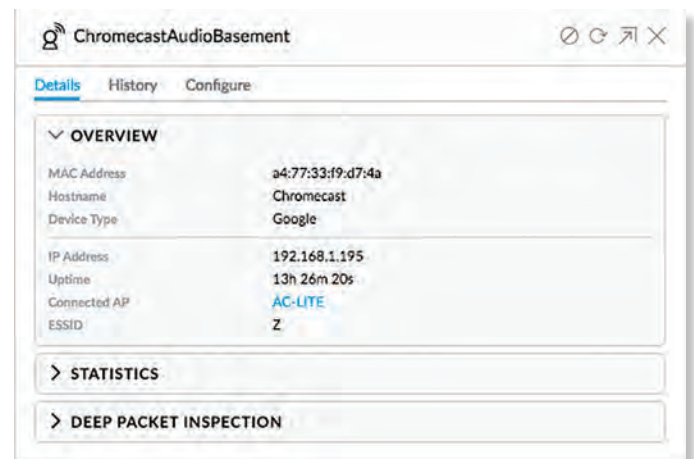 ChromecastAudioBasement
Details History Configure
OVERVIEW
MAC Address a4:77:33:f9:d7:4a
Hostname Chromecast
Device Type Google
IP Address 192.168.1.195
Uptime 13h 26m 20s
Connected AP AC-LITE
ESSID Z
STATISTICS
DEEP PACKET INSPECTION